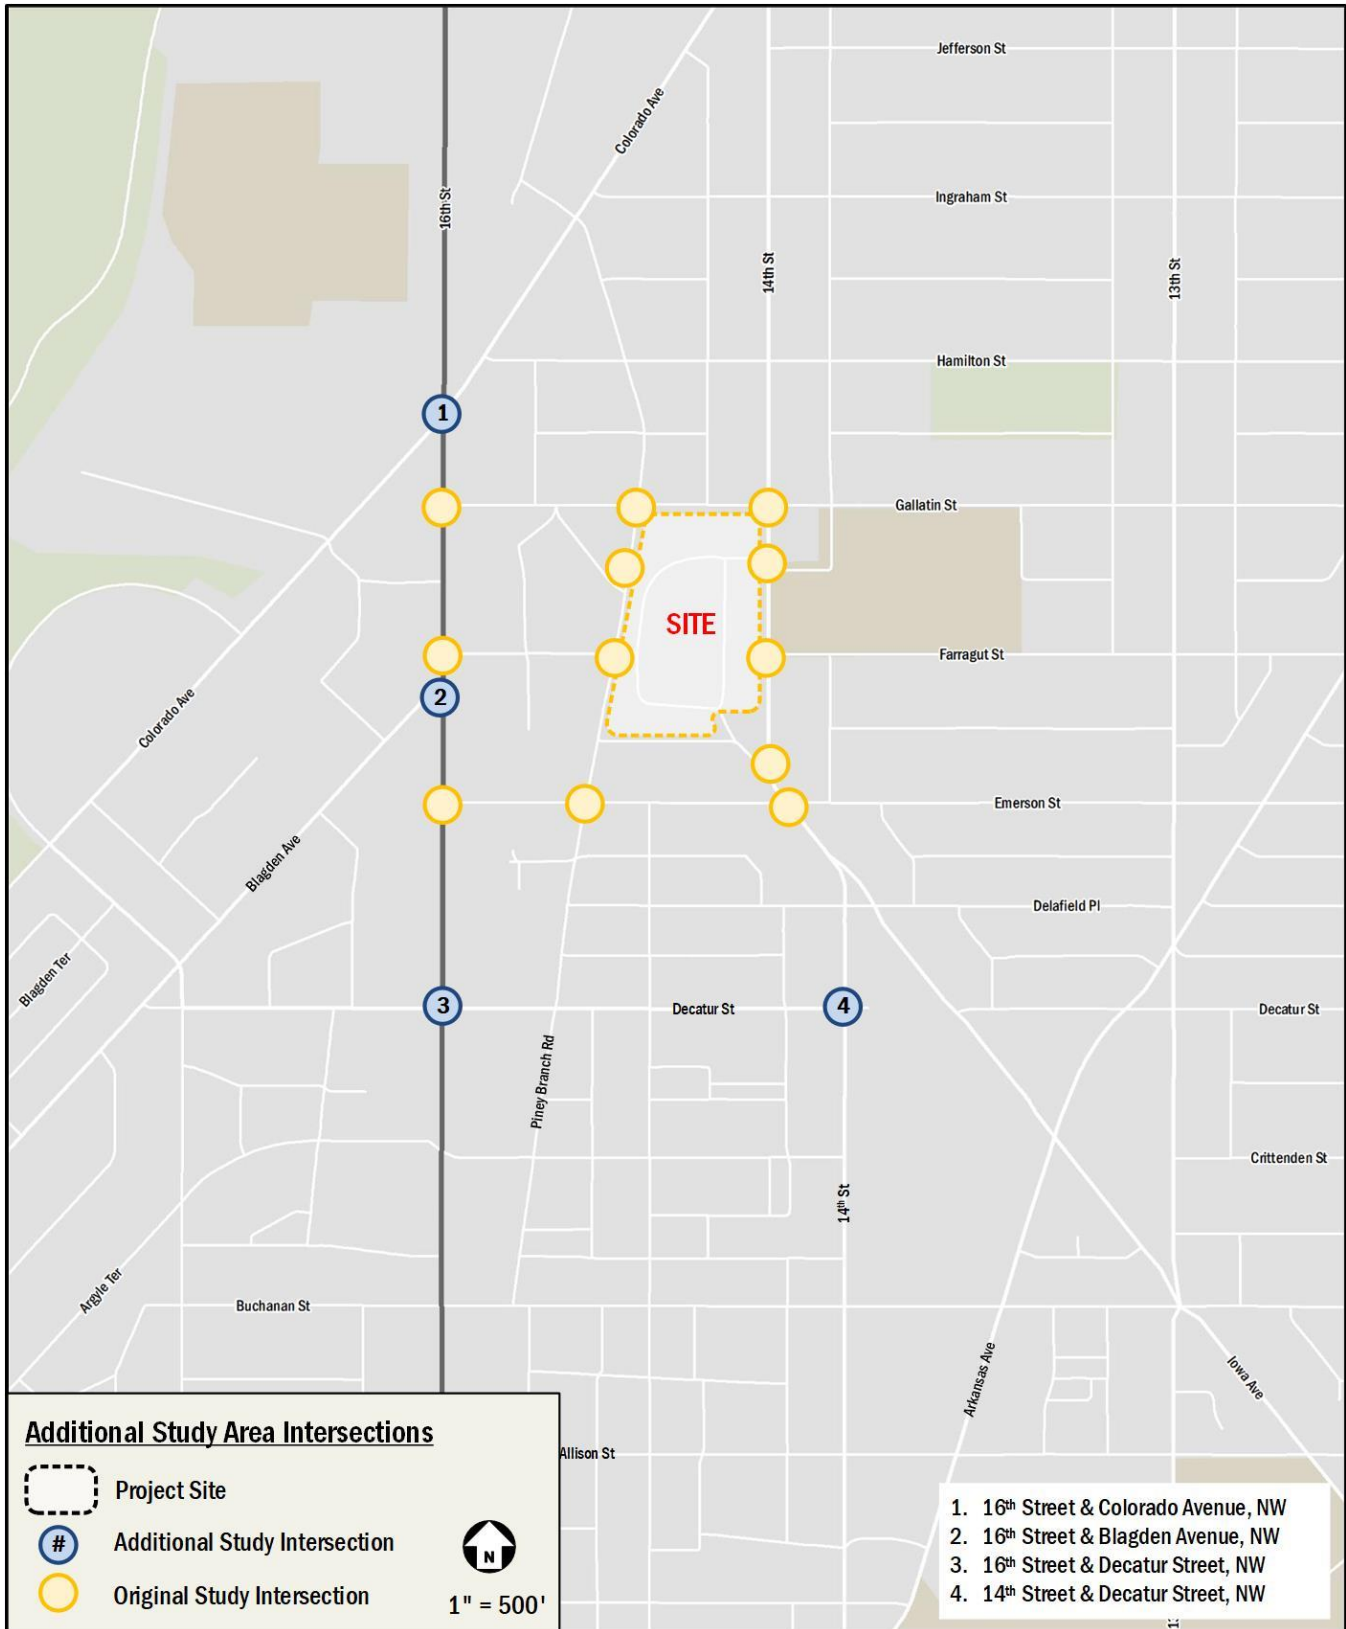 Jefferson St
Colorado Ave
16th St
Ingraham St
14th St
13th St
Hamilton St
1
Gallatin St
SITE
Farragut St
2
Colorado Ave
Emerson St
Blagden Ave
Delafield Pl
Blagden Ter
3
Decatur St
4
Decatur St
Piney Branch Rd
Crittenden St
14th St
Argyle Ter
Buchanan St
Arkansas Ave
Iowa Ave
Allison St
Additional Study Area Intersections
Project Site
# Additional Study Intersection
Original Study Intersection
N
1" = 500'
1. 16th Street & Colorado Avenue, NW
2. 16th Street & Blagden Avenue, NW
3. 16th Street & Decatur Street, NW
4. 14th Street & Decatur Street, NW